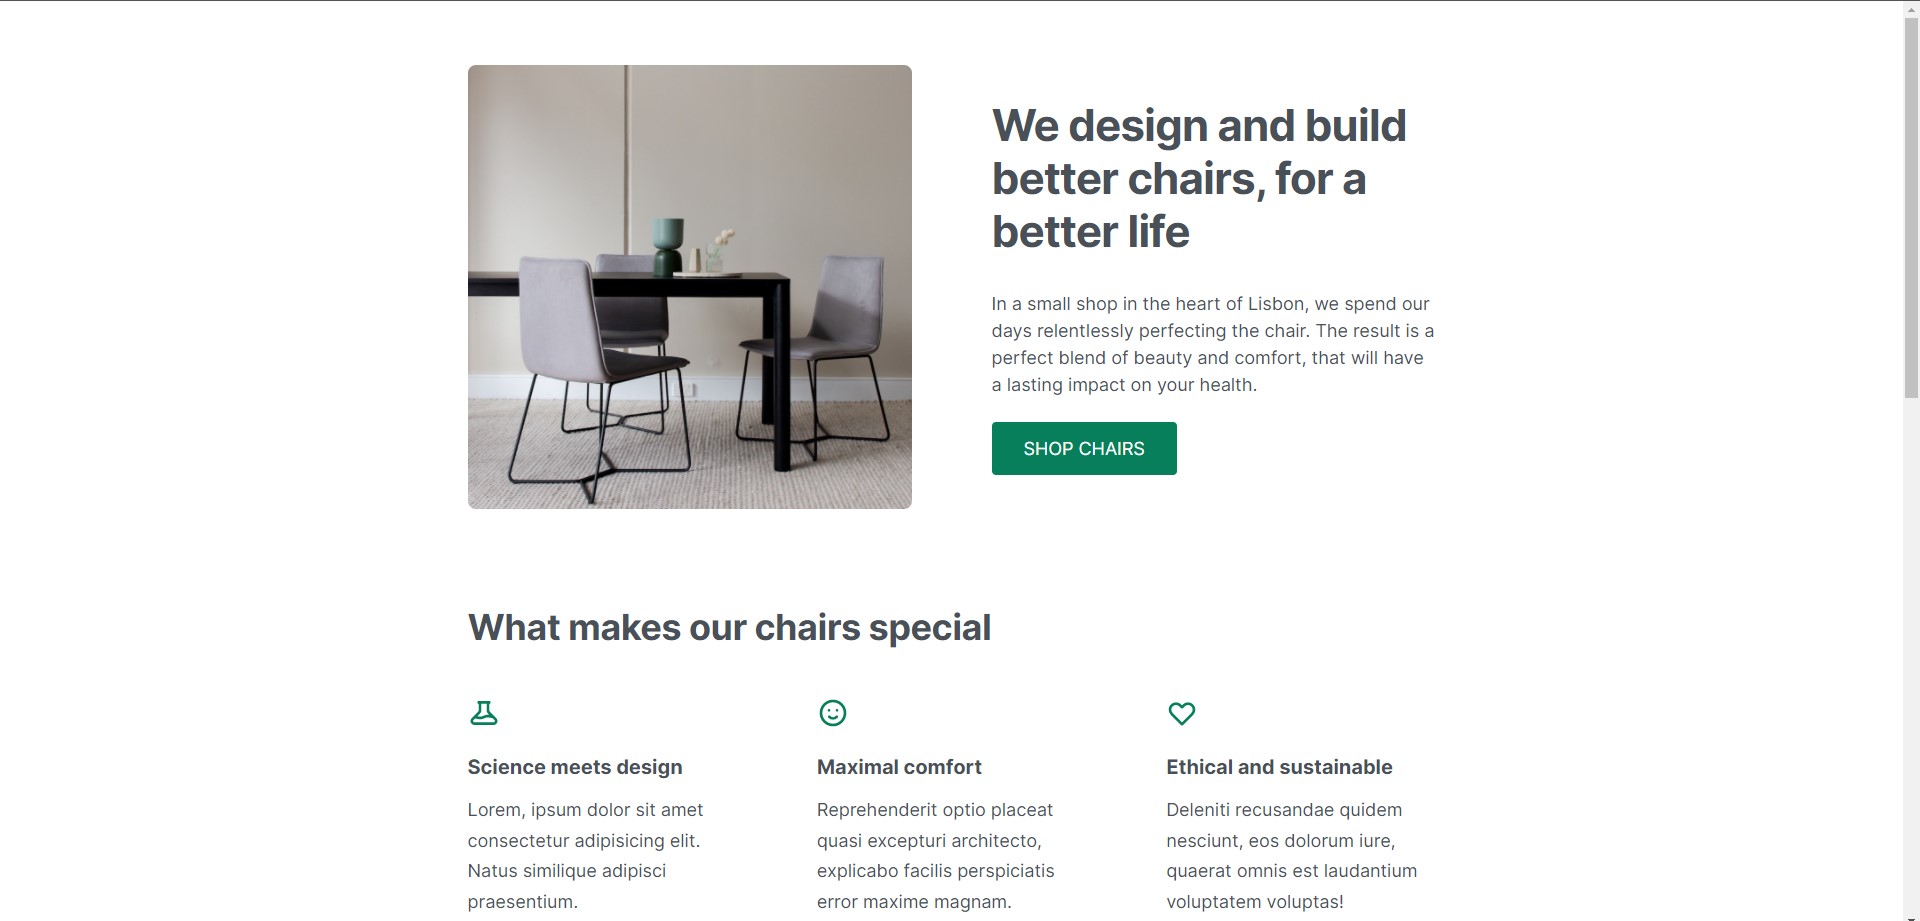 We design and build
better chairs, for a
better life
In a small shop in the heart of Lisbon, we spend our
days relentlessly perfecting the chair. The result is a
perfect blend of beauty and comfort, that will have
a lasting impact on your health.
SHOP CHAIRS
What makes our chairs special
Science meets design
Lorem, ipsum dolor sit amet
consectetur adipisicing elit.
Natus similique adipisci
praesentium.
Maximal comfort
Reprehenderit optio placeat
quasi excepturi architecto,
explicabo facilis perspiciatis
error maxime magnam.
Ethical and sustainable
Deleniti recusandae quidem
nesciunt, eos dolorum iure,
quaerat omnis est laudantium
voluptatem voluptas!